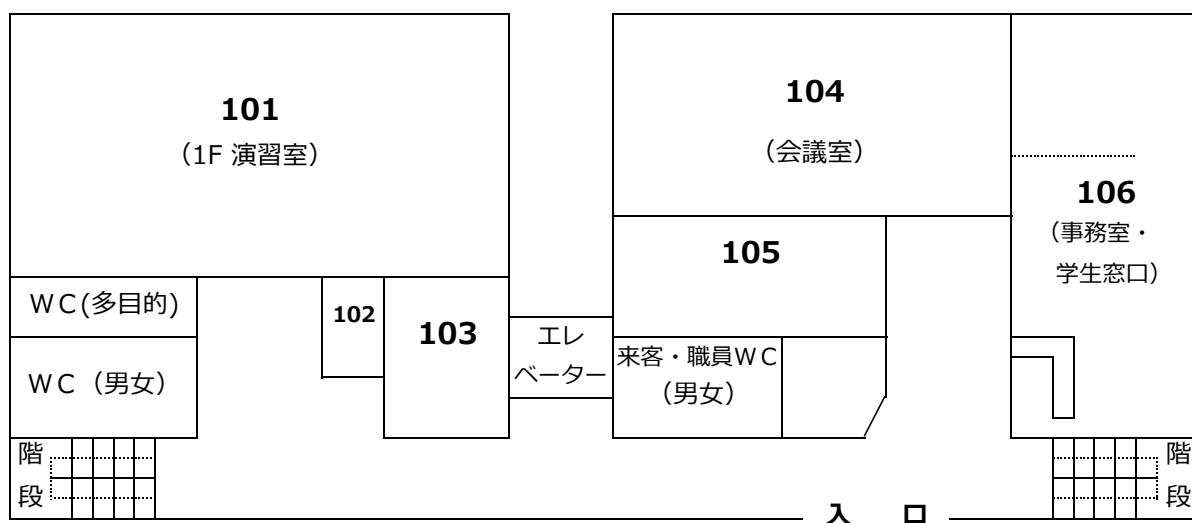 101
（1F 演習室）
104
（会議室）
106
（事務室・
学生窓口）
105
ＷＣ(多目的)
102
103
エレ
ベーター
来客・職員ＷＣ
（男女）
ＷＣ（男女）
階
段
階
段
入　口